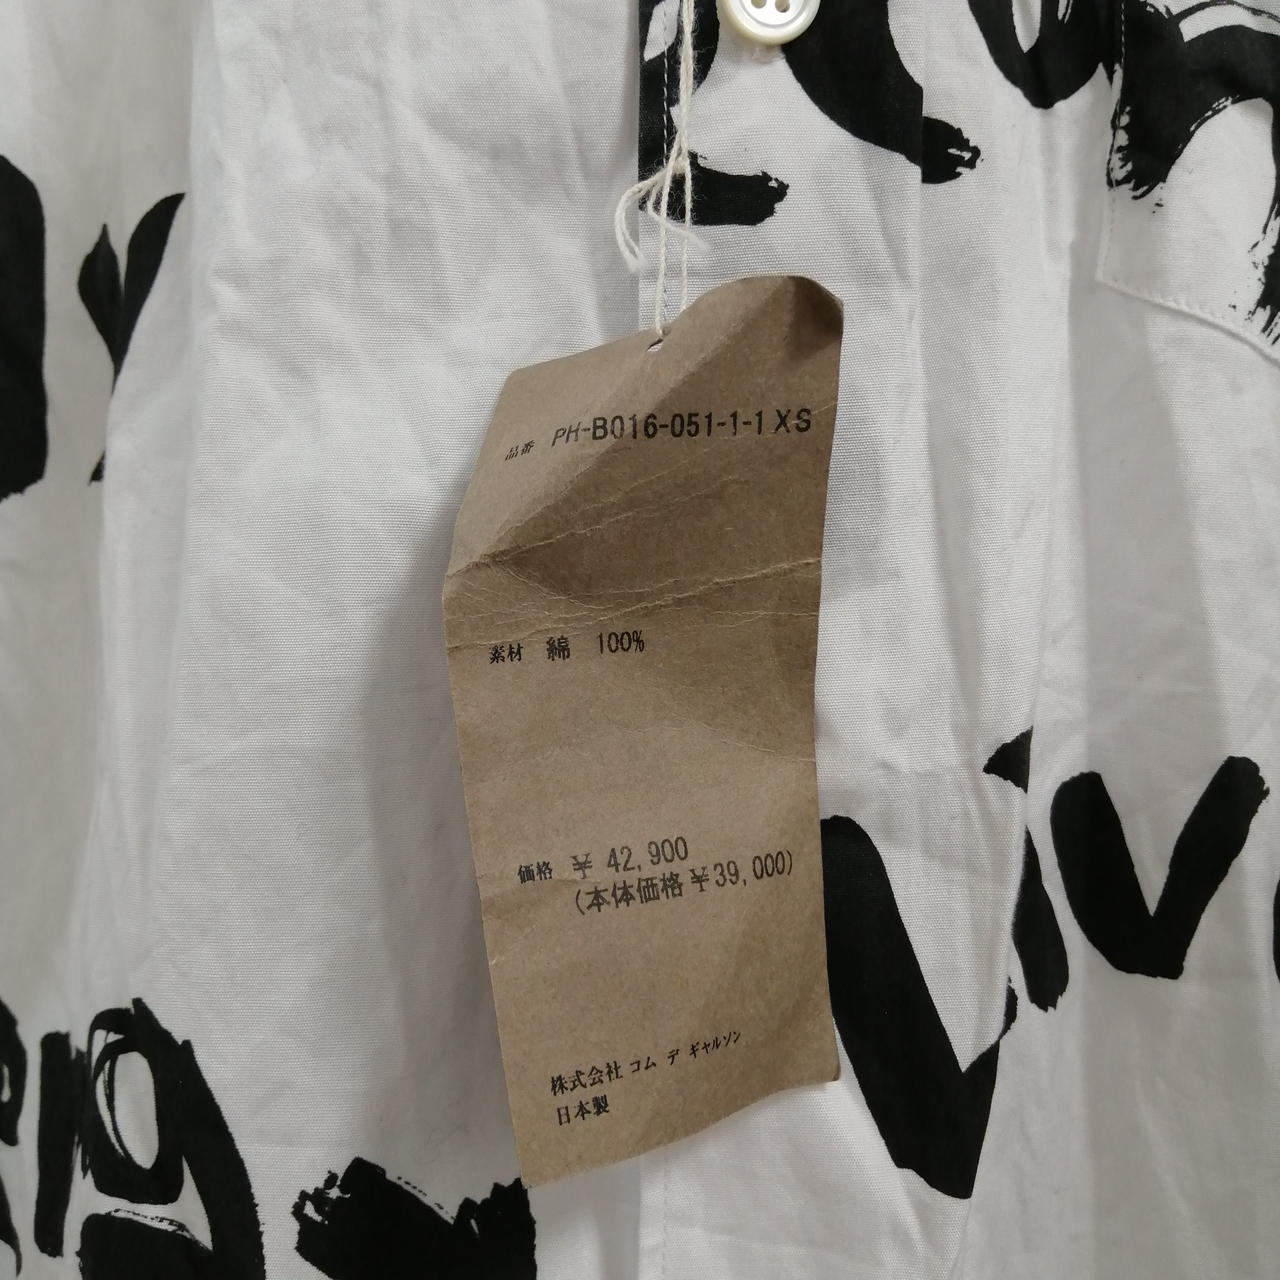 品番 PH-B016-051-1-1 XS
素材 綿 100%
価格 ¥ 42,900
(本体価格 ¥39,000)
株式会社 コム デ ギャルソン
日本製